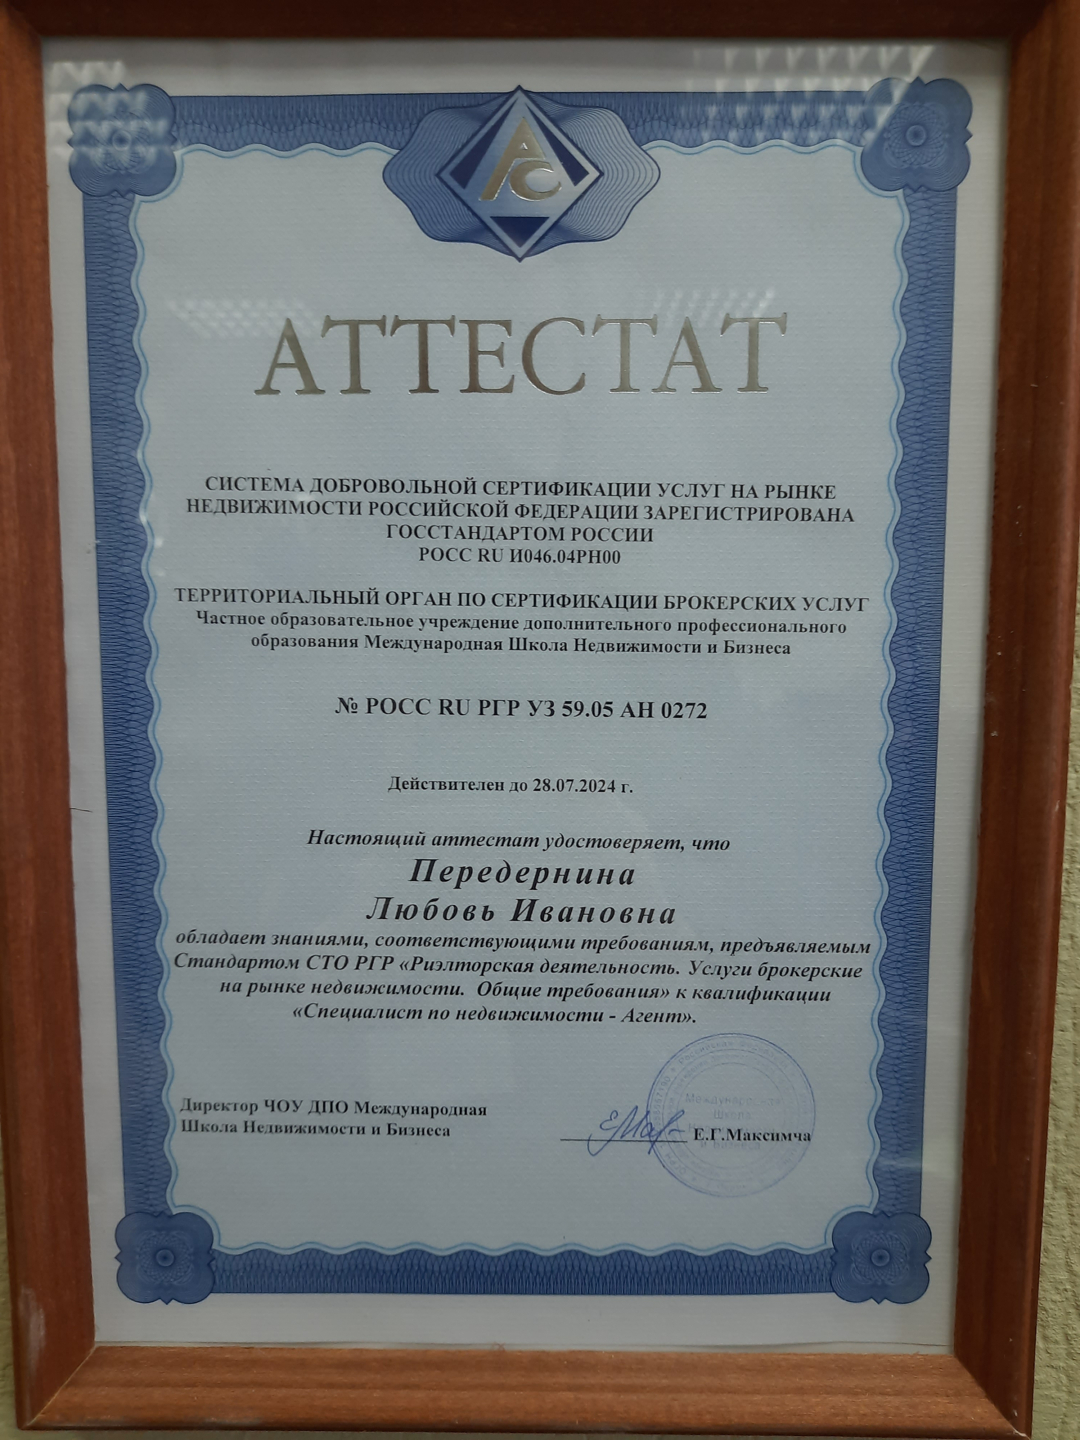 АС
АТТЕСТАТ
СИСТЕМА ДОБРОВОЛЬНОЙ СЕРТИФИКАЦИИ УСЛУГ НА РЫНКЕ
НЕДВИЖИМОСТИ РОССИЙСКОЙ ФЕДЕРАЦИИ ЗАРЕГИСТРИРОВАНА
ГОССТАНДАРТОМ РОССИИ
РОСС RU И046.04РН00
ТЕРРИТОРИАЛЬНЫЙ ОРГАН ПО СЕРТИФИКАЦИИ БРОКЕРСКИХ УСЛУГ
Частное образовательное учреждение дополнительного профессионального
образования Международная Школа Недвижимости и Бизнеса
№ РОСС RU РГР УЗ 59.05 АН 0272
Действителен до 28.07.2024 г.
Настоящий аттестат удостоверяет, что
Передернина
Любовь Ивановна
обладает знаниями, соответствующими требованиям, предъявляемым
Стандартом СТО РГР «Риэлторская деятельность. Услуги брокерские
на рынке недвижимости. Общие требования» к квалификации
«Специалист по недвижимости - Агент».
Директор ЧОУ ДПО Международная
Школа Недвижимости и Бизнеса
Е.Г.Максимча
Международная
Школа